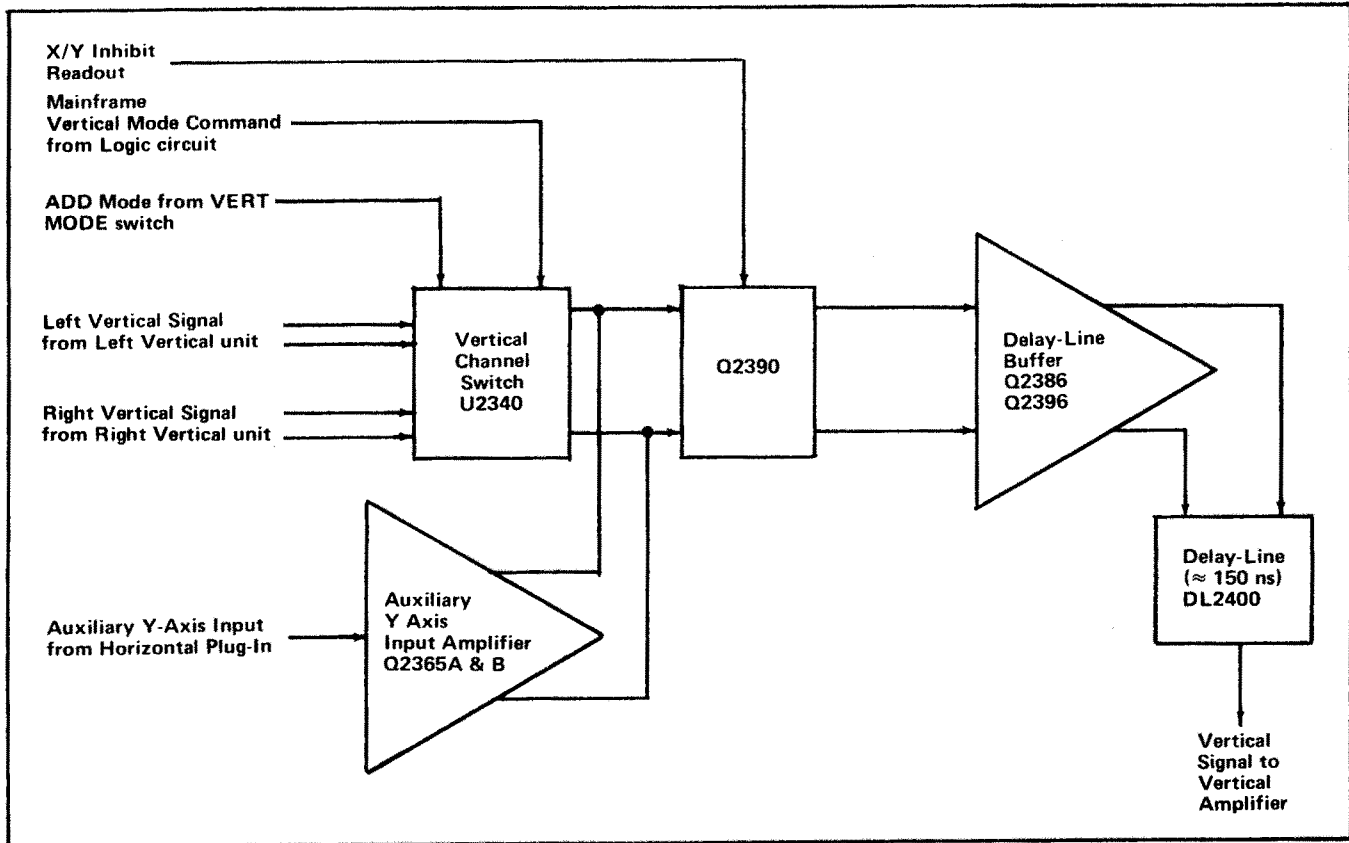 X/Y Inhibit
Readout
Mainframe
Vertical Mode Command
from Logic circuit
ADD Mode from VERT
MODE switch
Left Vertical Signal
from Left Vertical unit
Right Vertical Signal
from Right Vertical unit
Vertical
Channel
Switch
U2340
Q2390
Delay-Line
Buffer
Q2386
Q2396
Auxiliary Y-Axis Input
from Horizontal Plug-In
Auxiliary
Y Axis
Input Amplifier
Q2365A & B
Delay-Line
(≈ 150 ns)
DL2400
Vertical
Signal to
Vertical
Amplifier